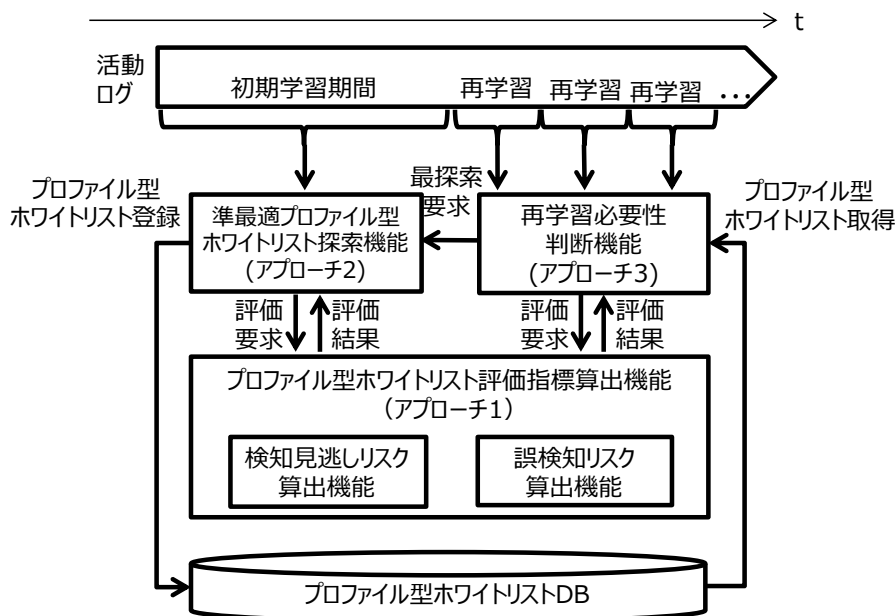 t
活動
ログ
初期学習期間
再学習
再学習
再学習
...
プロファイル型
ホワイトリスト登録
最探索
要求
プロファイル型
ホワイトリスト取得
準最適プロファイル型
ホワイトリスト探索機能
(アプローチ2)
再学習必要性
判断機能
(アプローチ3)
評価
要求
評価
結果
評価
要求
評価
結果
プロファイル型ホワイトリスト評価指標算出機能
(アプローチ1)
検知見逃しリスク
算出機能
誤検知リスク
算出機能
プロファイル型ホワイトリストDB